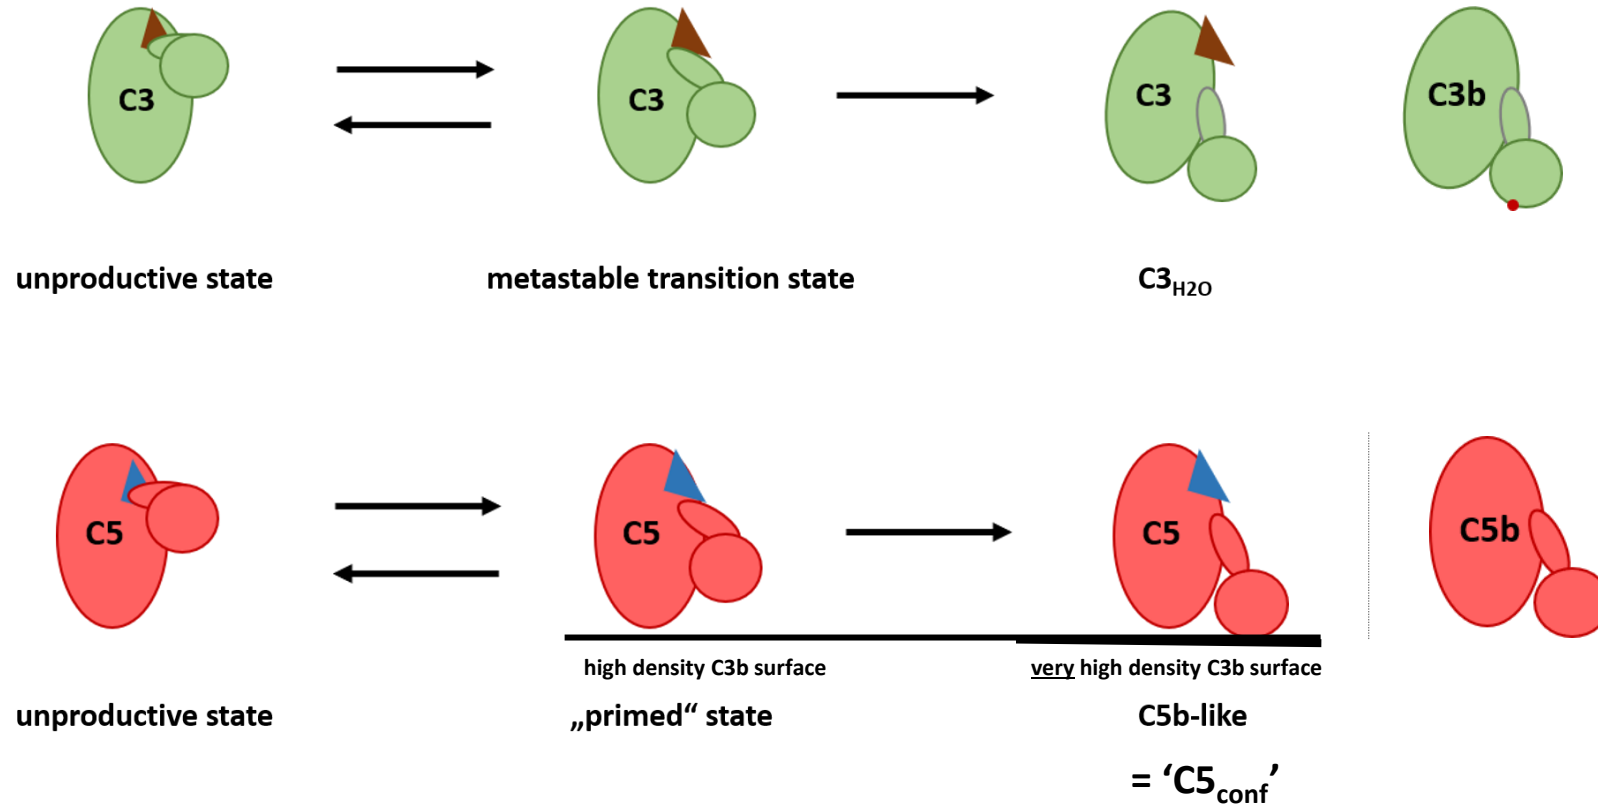 C3
C3
C3
C3b
unproductive state
metastable transition state
C3H2O
C5
C5
C5
C5b
high density C3b surface
very high density C3b surface
unproductive state
„primed“ state
C5b-like
= ‘C5conf’